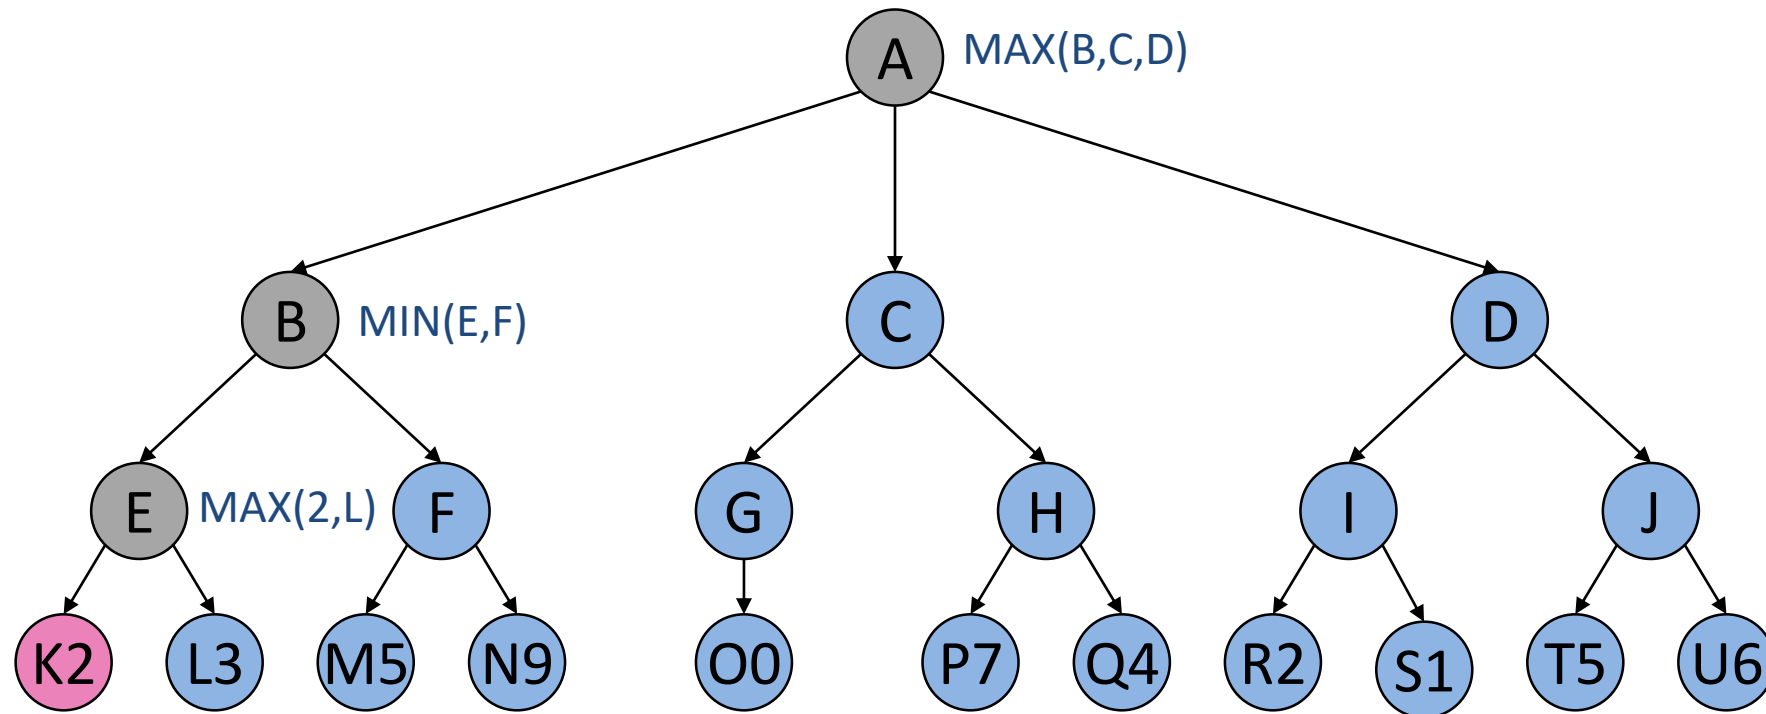 A MAX(B,C,D)
B MIN(E,F) C D
E MAX(2,L) F G H I J
K2 L3 M5 N9 O0 P7 Q4 R2 S1 T5 U6